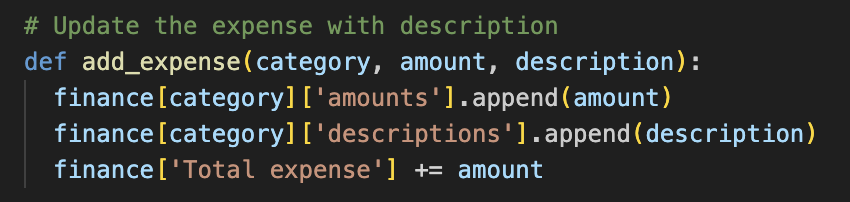 # Update the expense with description
def add_expense(category, amount, description):
  finance[category]['amounts'].append(amount)
  finance[category]['descriptions'].append(description)
  finance['Total expense'] += amount